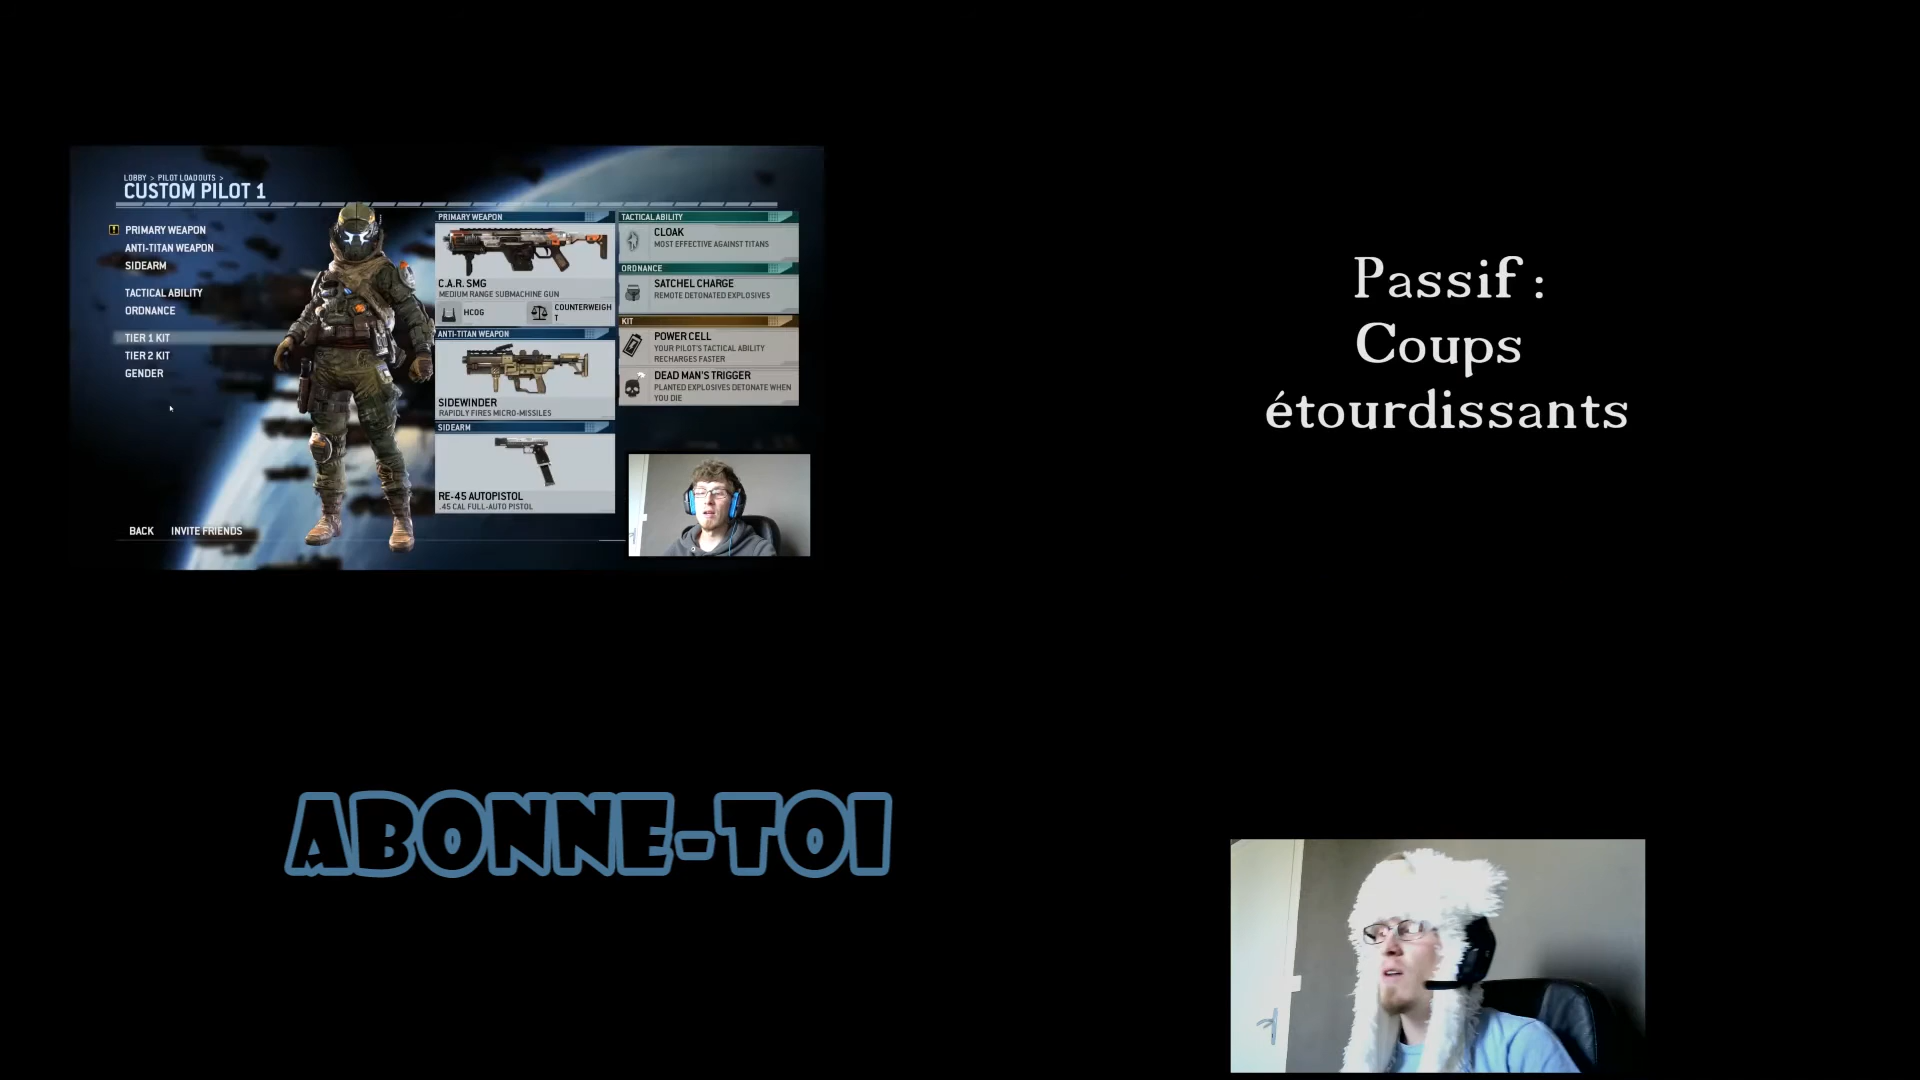 LOBBY > PILOT LOADOUTS >
CUSTOM PILOT 1
PRIMARY WEAPON
ANTI-TITAN WEAPON
SIDEARM
TACTICAL ABILITY
ORDNANCE
TIER 1 KIT
TIER 2 KIT
GENDER
BACK INVITE FRIENDS
PRIMARY WEAPON
C.A.R. SMG
MEDIUM RANGE SUBMACHINE GUN
HCOG
COUNTERWEIGH
T
ANTI-TITAN WEAPON
SIDEWINDER
RAPIDLY FIRES MICRO-MISSILES
SIDEARM
RE-45 AUTOPISTOL
.45 CAL FULL-AUTO PISTOL
TACTICAL ABILITY
CLOAK
MOST EFFECTIVE AGAINST TITANS
ORDNANCE
SATCHEL CHARGE
REMOTE DETONATED EXPLOSIVES
KIT
POWER CELL
YOUR PILOT'S TACTICAL ABILITY
RECHARGES FASTER
DEAD MAN'S TRIGGER
PLANTED EXPLOSIVES DETONATE WHEN
YOU DIE
Passif :
Coups
étourdissants
ABONNE-TOI